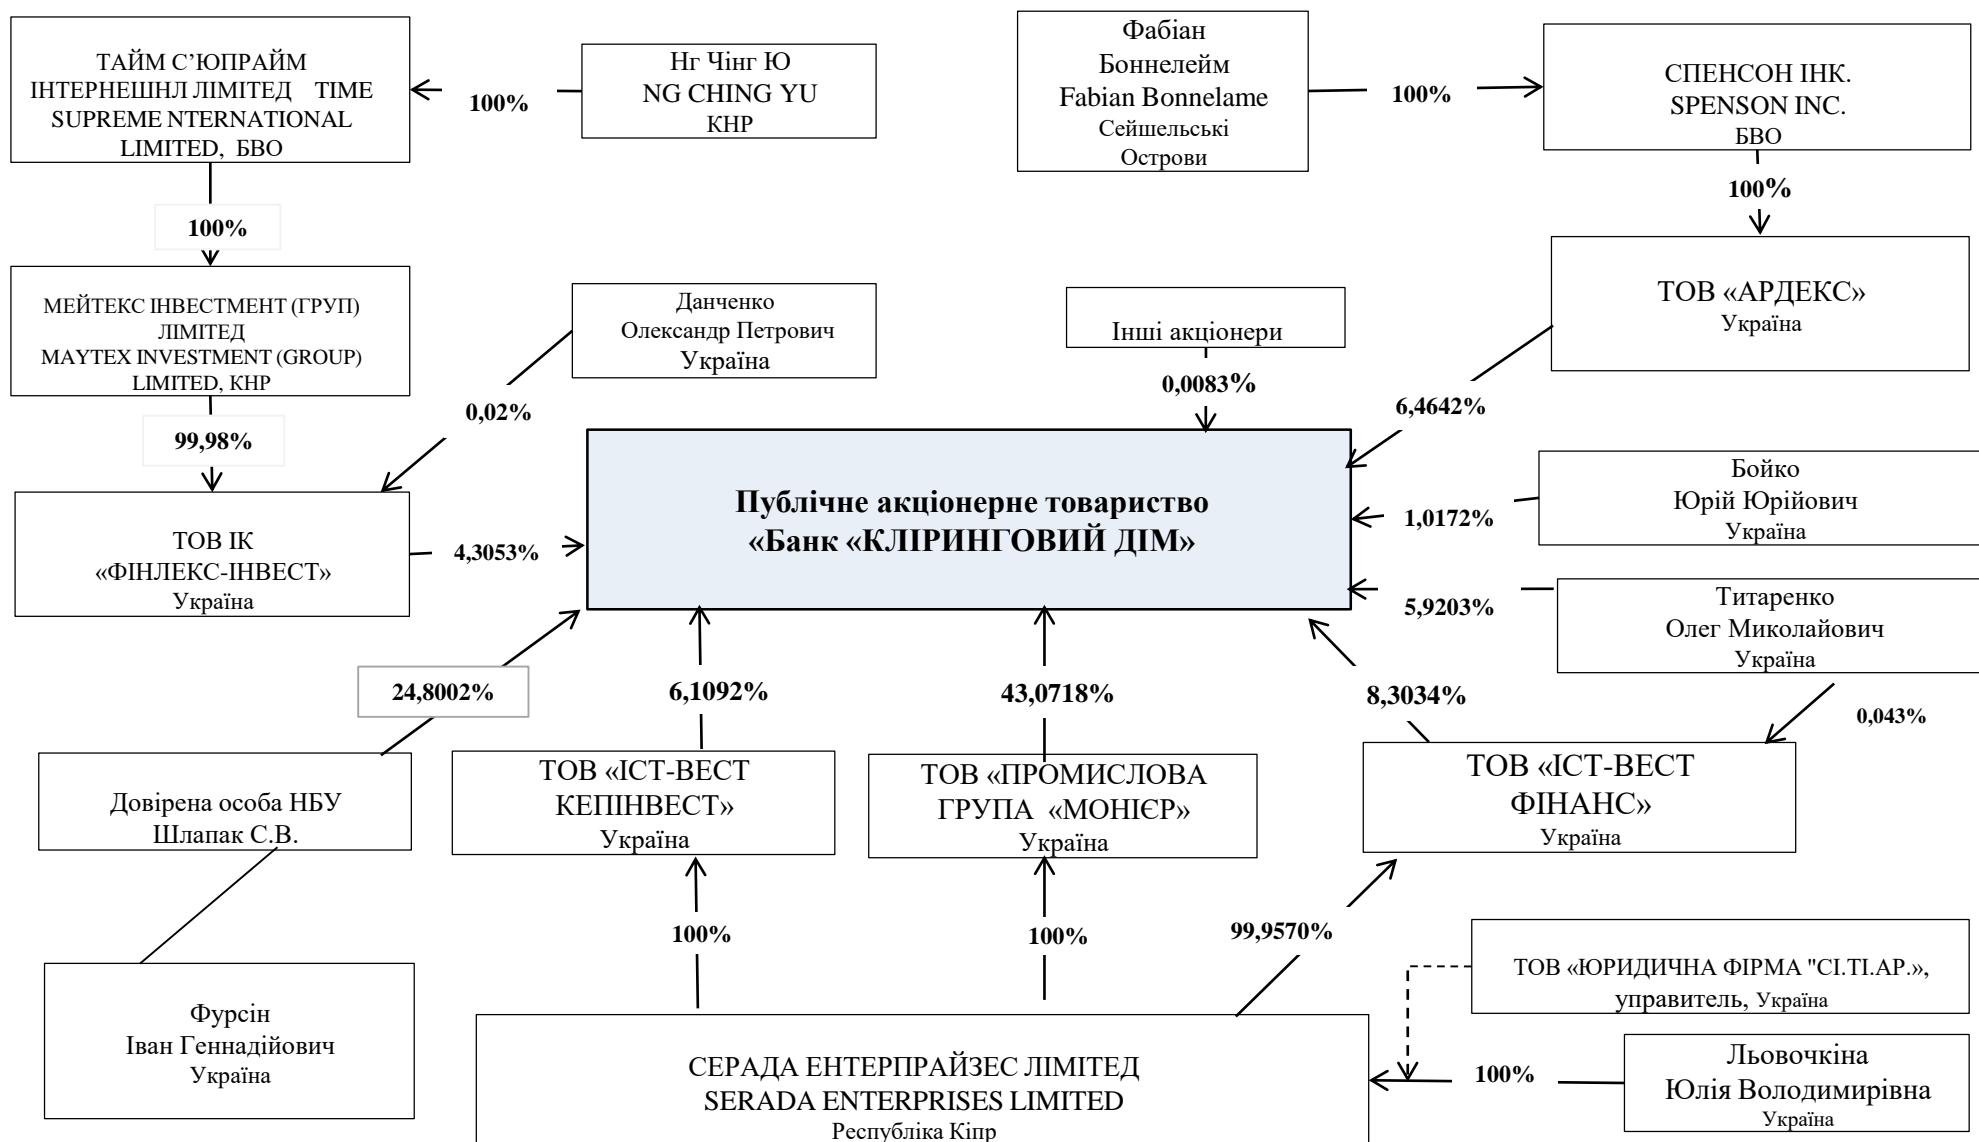 ТАЙМ С’ЮПРАЙМ
ІНТЕРНЕШНЛ ЛІМІТЕД TIME
SUPREME NTERNATIONAL
LIMITED, БВО
100%
Нг Чінг Ю
NG CHING YU
КНР
Фабіан
Боннелейм
Fabian Bonnelame
Сейшельські
Острови
100%
СПЕНСОН ІНК.
SPENSON INC.
БВО
100%
100%
МЕЙТЕКС ІНВЕСТМЕНТ (ГРУП)
ЛІМІТЕД
MAYTEX INVESTMENT (GROUP)
LIMITED, КНР
Данченко
Олександр Петрович
Україна
Інші акціонери
ТОВ «АРДЕКС»
Україна
0,02%
0,0083%
6,4642%
99,98%
Публічне акціонерне товариство
«Банк «КЛІРИНГОВИЙ ДІМ»
Бойко
Юрій Юрійович
Україна
1,0172%
ТОВ ІК
«ФІНЛЕКС-ІНВЕСТ»
Україна
4,3053%
5,9203%
Титаренко
Олег Миколайович
Україна
24,8002%
6,1092%
43,0718%
8,3034%
0,043%
Довірена особа НБУ
Шлапак С.В.
ТОВ «ІСТ-ВЕСТ
КЕПІНВЕСТ»
Україна
ТОВ «ПРОМИСЛОВА
ГРУПА «МОНІЄР»
Україна
ТОВ «ІСТ-ВЕСТ
ФІНАНС»
Україна
100%
100%
99,9570%
ТОВ «ЮРИДИЧНА ФІРМА "СІ.ТІ.АР.»,
управитель, Україна
Фурсін
Іван Геннадійович
Україна
СЕРАДА ЕНТЕРПРАЙЗЕС ЛІМІТЕД
SERADA ENTERPRISES LIMITED
Республіка Кіпр
100%
Льовочкіна
Юлія Володимирівна
Україна